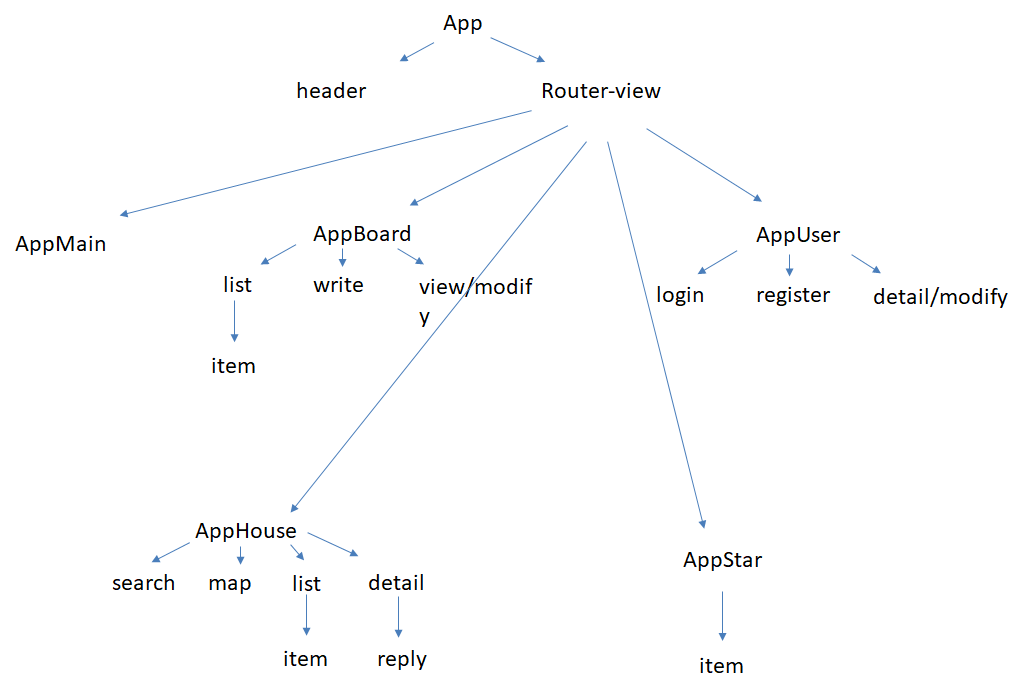 App
header
Router-view
AppMain
AppBoard
AppUser
list
write
view/modif
y
login
register
detail/modify
item
AppHouse
AppStar
search
map
list
detail
item
reply
item